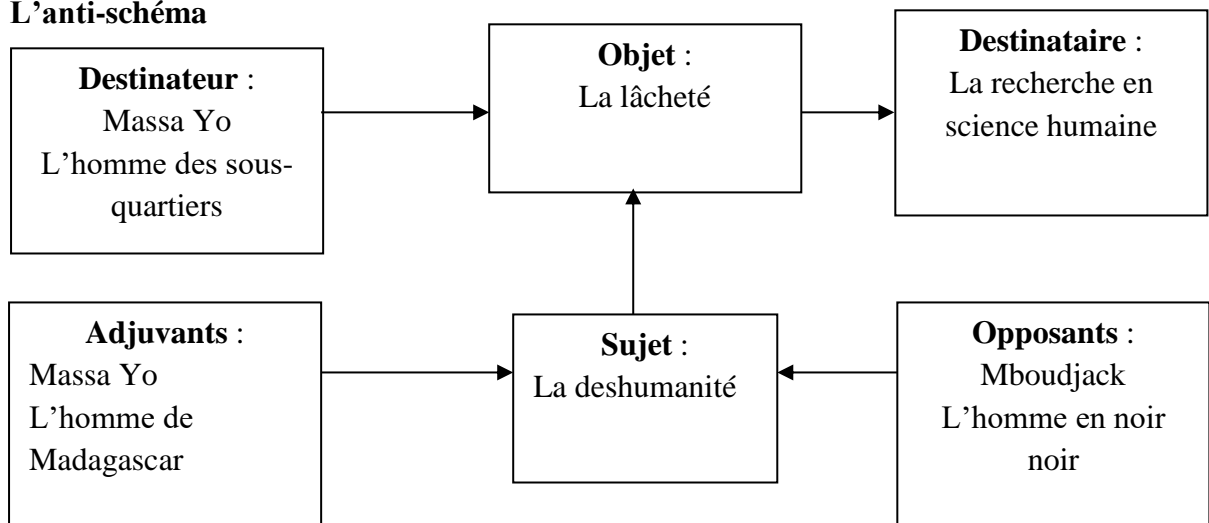 L'anti-schéma
Destinateur :
Massa Yo
L'homme des sous-
quartiers
Objet :
La lâcheté
Destinataire :
La recherche en
science humaine
Adjuvants :
Massa Yo
L'homme de
Madagascar
Sujet :
La deshumanité
Opposants :
Mboudjack
L'homme en noir
noir